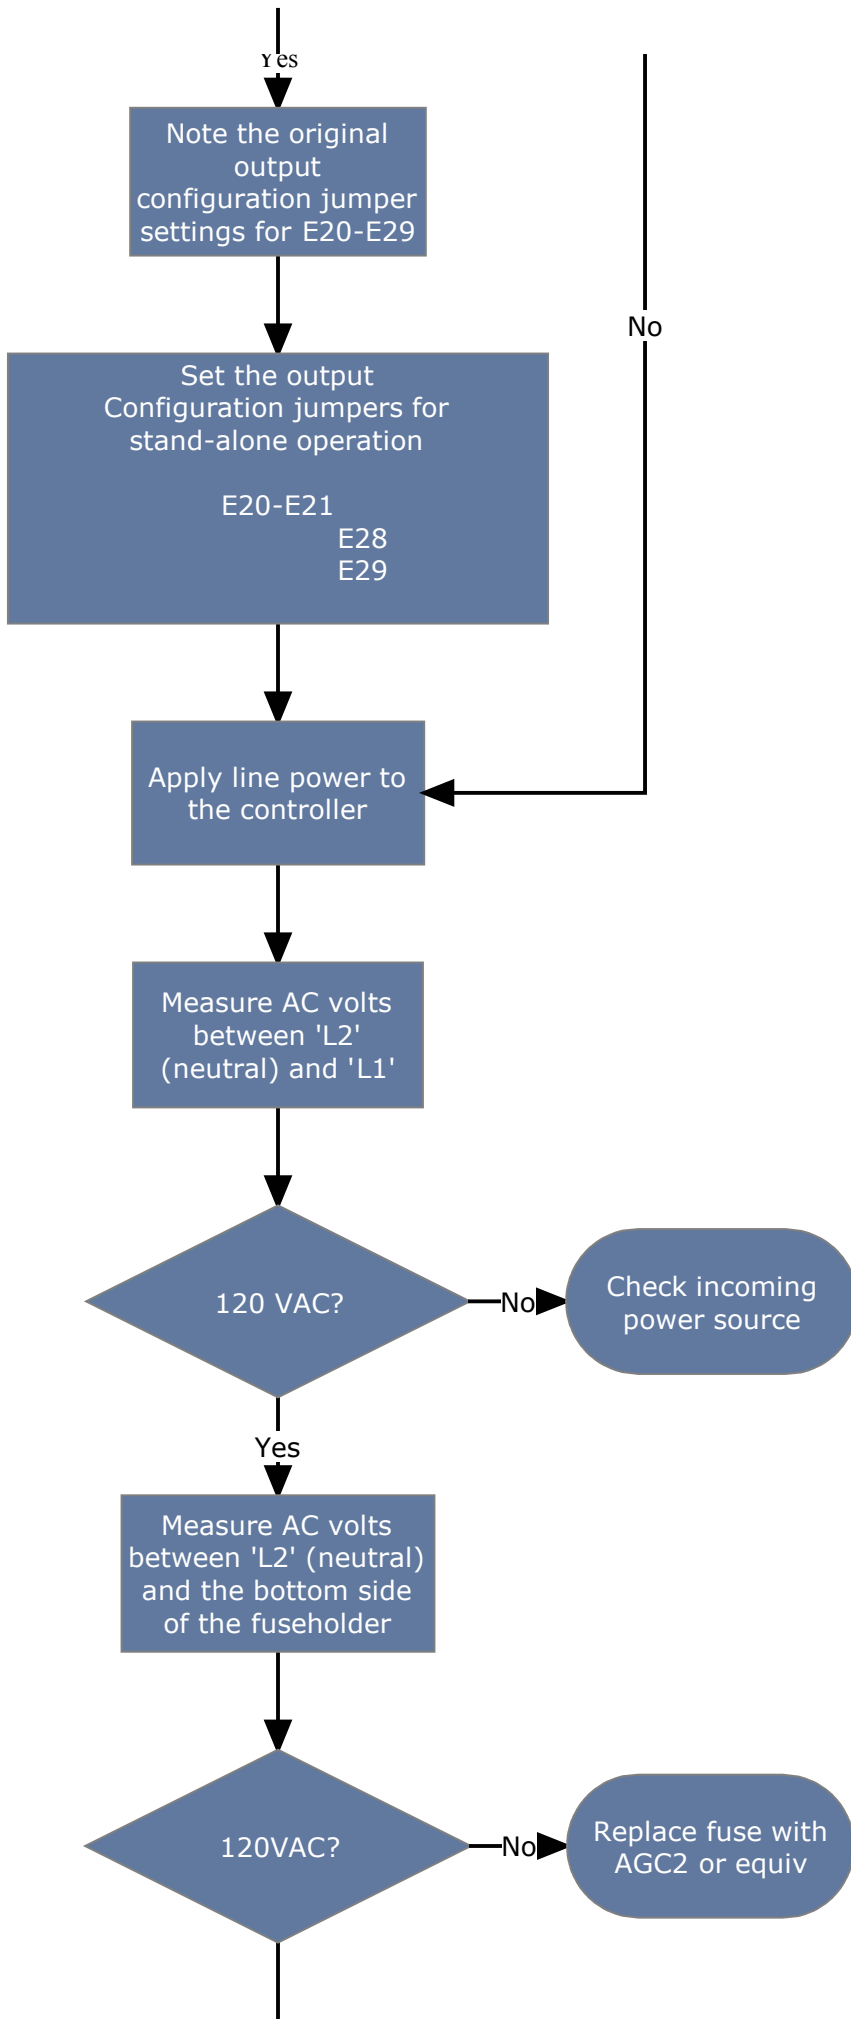 Yes
Note the original
output
configuration jumper
settings for E20-E29
No
Set the output
Configuration jumpers for
stand-alone operation
E20-E21
E28
E29
Apply line power to
the controller
Measure AC volts
between 'L2'
(neutral) and 'L1'
120 VAC?
No
Check incoming
power source
Yes
Measure AC volts
between 'L2' (neutral)
and the bottom side
of the fuseholder
120VAC?
No
Replace fuse with
AGC2 or equiv